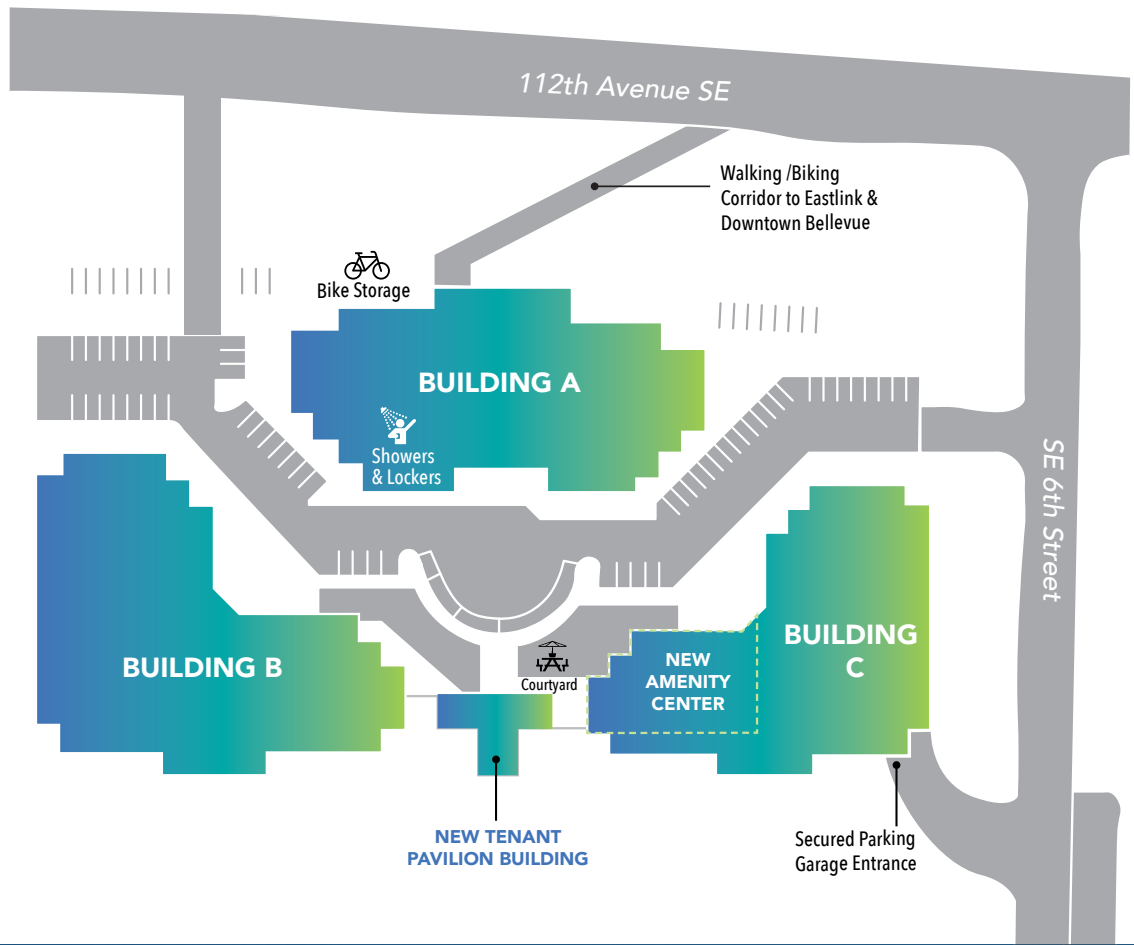 112th Avenue SE
Walking /Biking
Corridor to Eastlink &
Downtown Bellevue
Bike Storage
BUILDING A
Showers
& Lockers
SE 6th Street
BUILDING B
BUILDING
C
NEW
AMENITY
CENTER
Courtyard
NEW TENANT
PAVILION BUILDING
Secured Parking
Garage Entrance